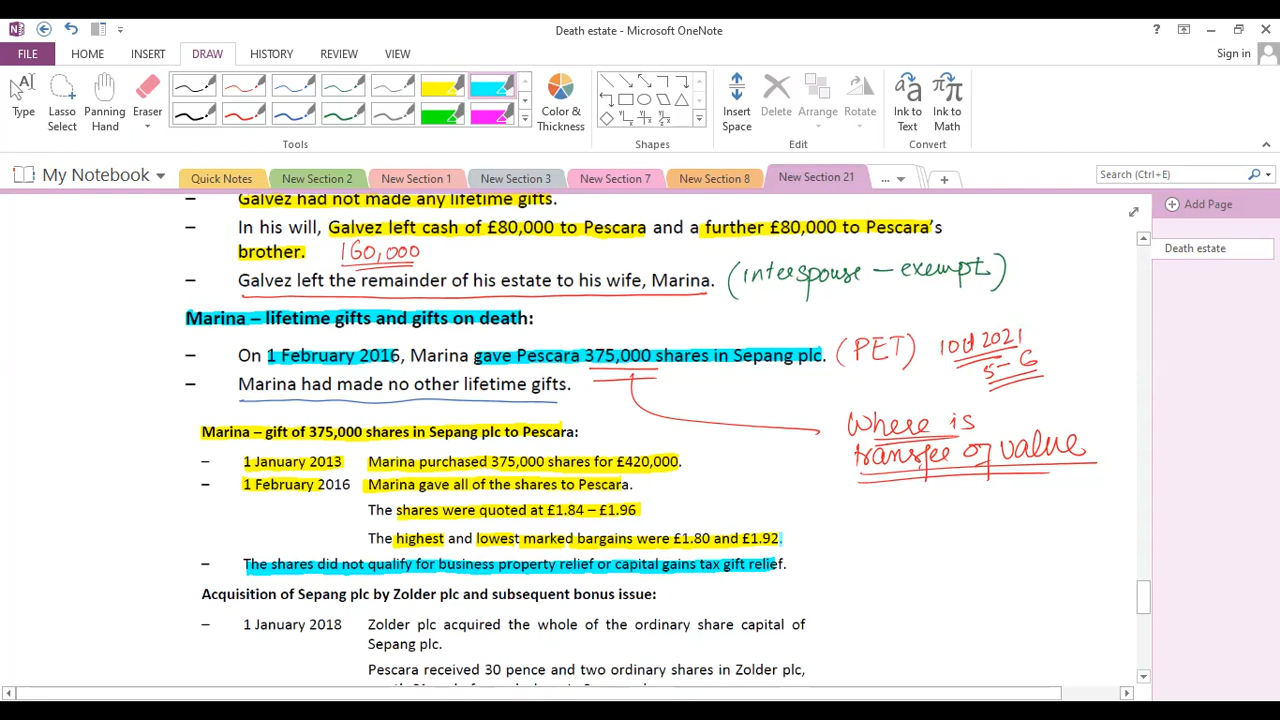 Death estate - Microsoft OneNote
Sign in
FILE HOME INSERT DRAW HISTORY REVIEW VIEW
Type
Lasso Select
Panning Hand
Eraser
Color & Thickness
Insert Space
Delete
Arrange
Rotate
Ink to Text
Ink to Math
Tools
Shapes
Edit
Convert
My Notebook Quick Notes New Section 2 New Section 1 New Section 3 New Section 7 New Section 8 New Section 21 ... Search (Ctrl+E)
Add Page
Death estate
Galvez had not made any lifetime gifts.
– In his will, Galvez left cash of £80,000 to Pescara and a further £80,000 to Pescara's
brother. 160,000
– Galvez left the remainder of his estate to his wife, Marina. (interspouse – exempt)
Marina – lifetime gifts and gifts on death:
– On 1 February 2016, Marina gave Pescara 375,000 shares in Sepang plc. (PET) 1 Oct 2021
5 – 6
– Marina had made no other lifetime gifts.
Where is
transfer of value
Marina – gift of 375,000 shares in Sepang plc to Pescara:
– 1 January 2013 Marina purchased 375,000 shares for £420,000.
– 1 February 2016 Marina gave all of the shares to Pescara.
The shares were quoted at £1.84 – £1.96
The highest and lowest marked bargains were £1.80 and £1.92.
– The shares did not qualify for business property relief or capital gains tax gift relief.
Acquisition of Sepang plc by Zolder plc and subsequent bonus issue:
– 1 January 2018 Zolder plc acquired the whole of the ordinary share capital of
Sepang plc.
Pescara received 30 pence and two ordinary shares in Zolder plc,